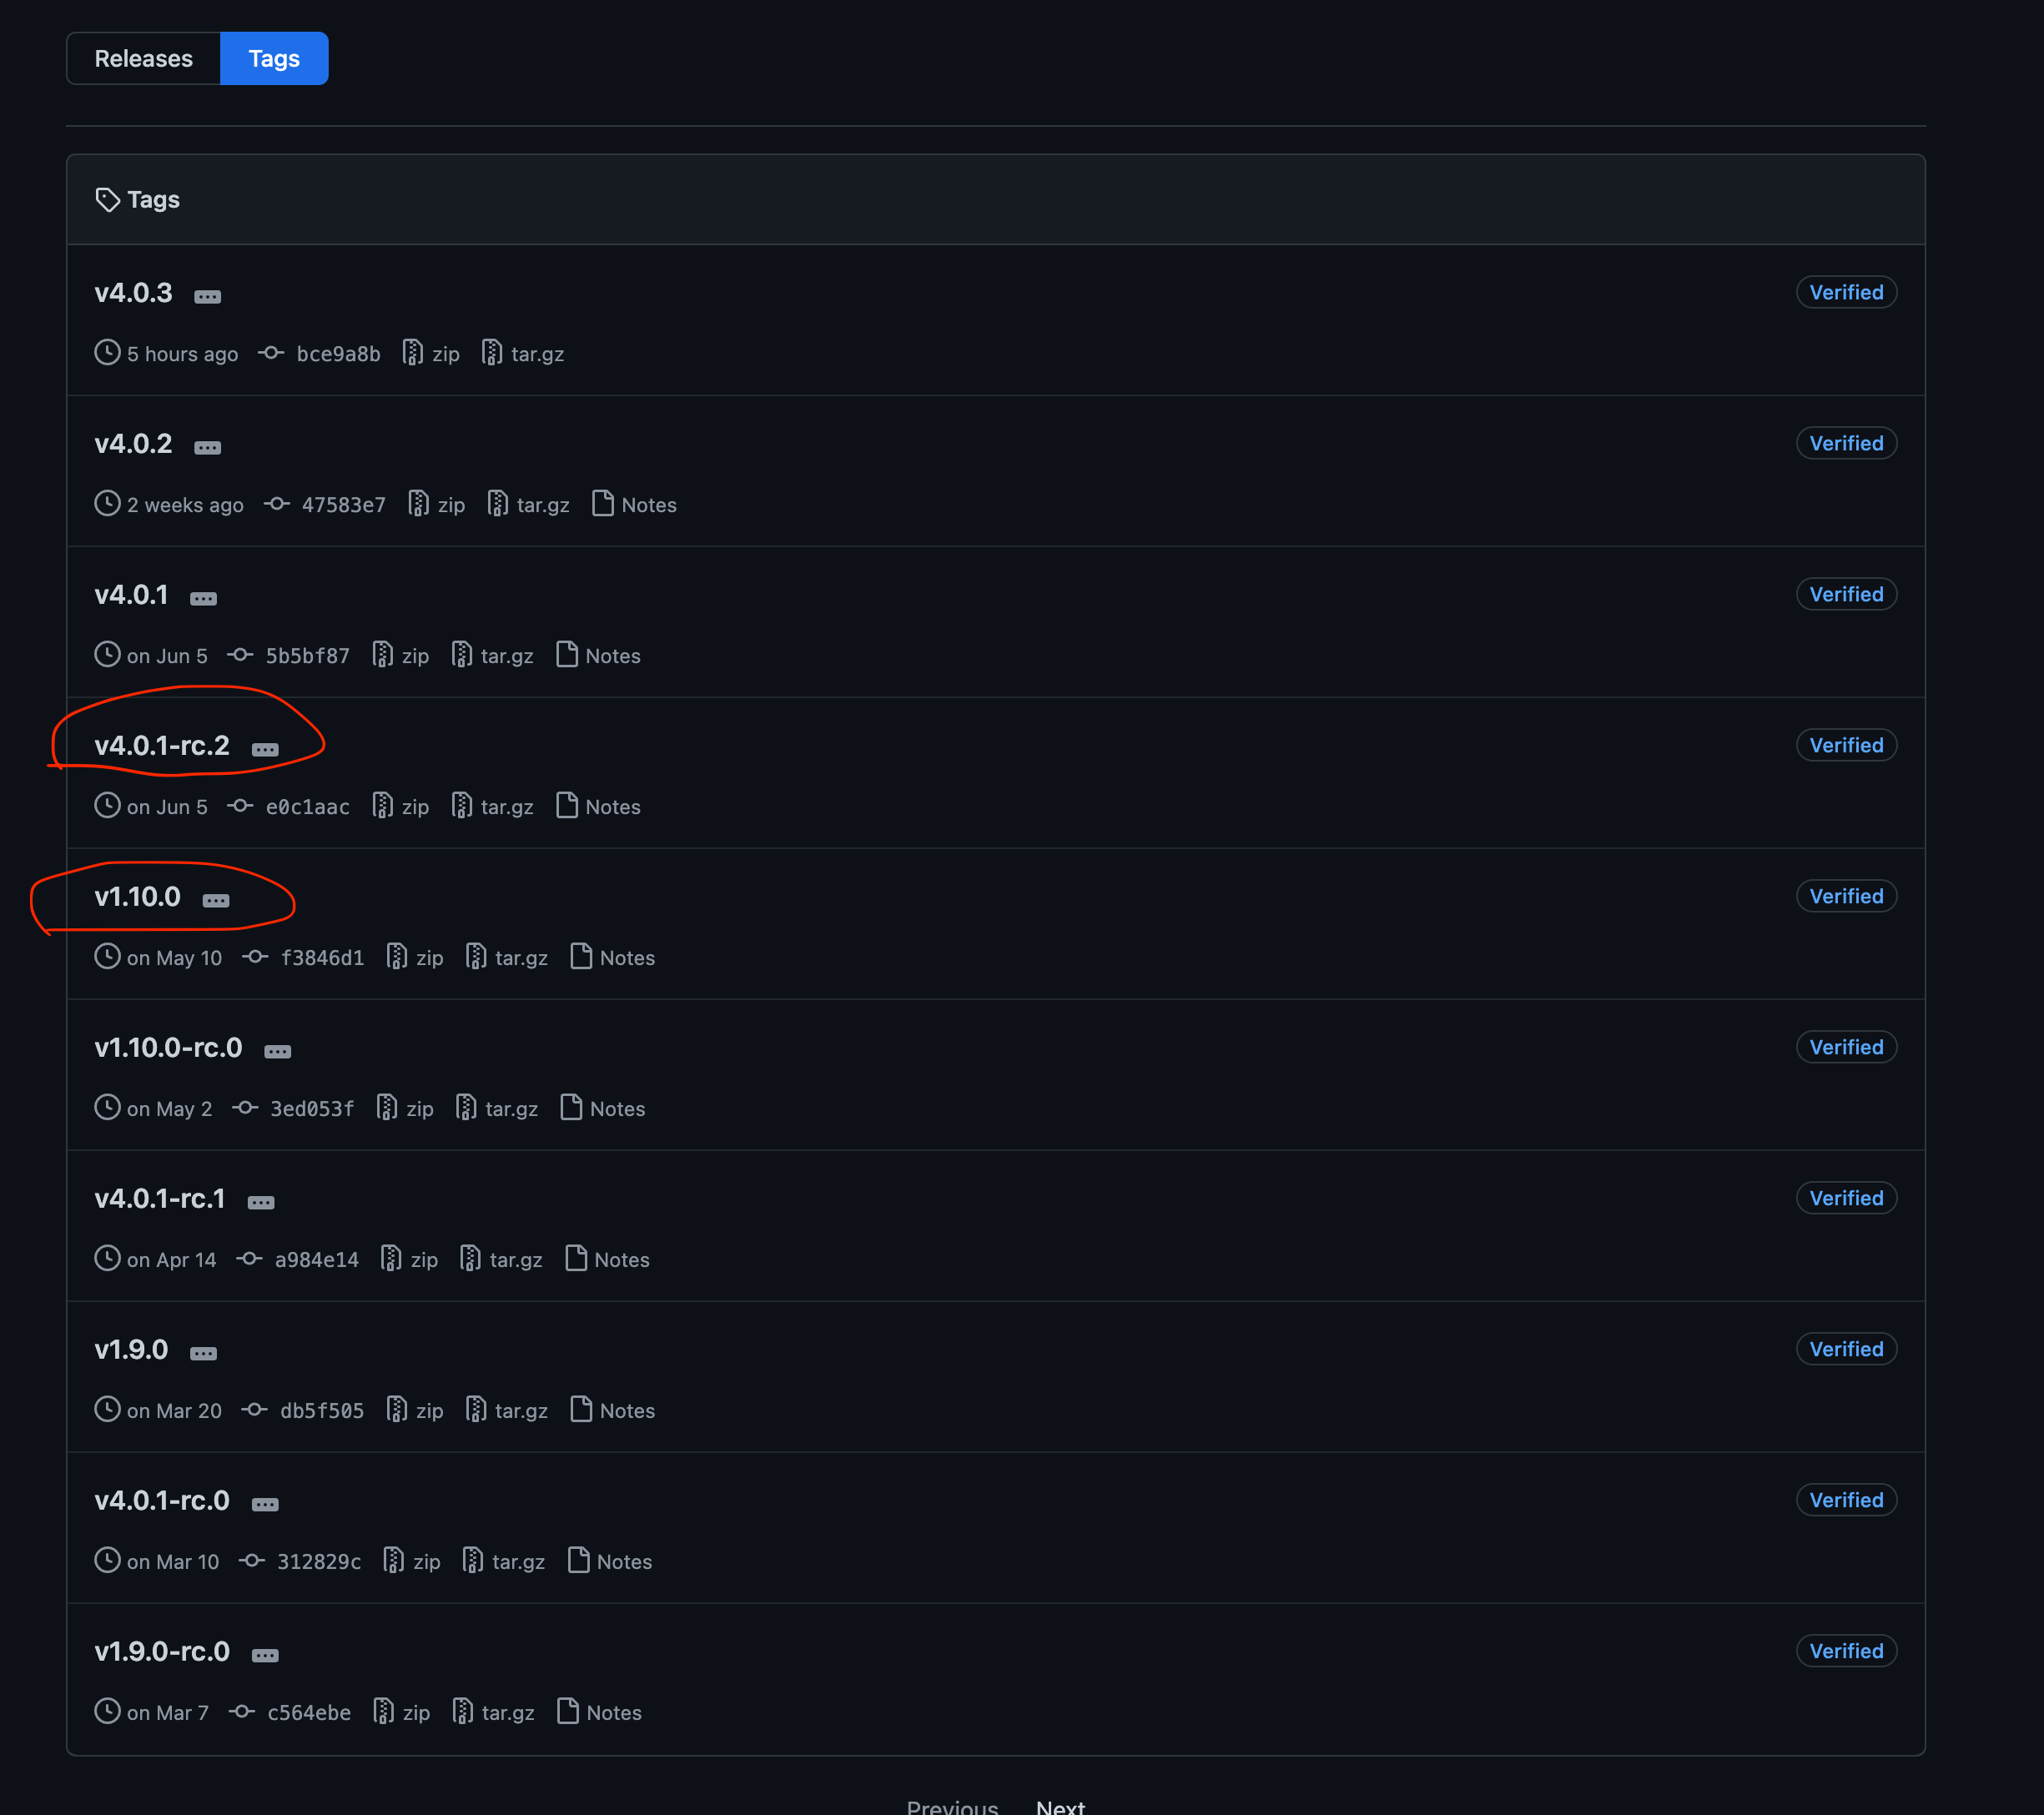 Releases Tags
Tags
v4.0.3 Verified
5 hours ago bce9a8b zip tar.gz
v4.0.2 Verified
2 weeks ago 47583e7 zip tar.gz Notes
v4.0.1 Verified
on Jun 5 5b5bf87 zip tar.gz Notes
v4.0.1-rc.2 Verified
on Jun 5 e0c1aac zip tar.gz Notes
v1.10.0 Verified
on May 10 f3846d1 zip tar.gz Notes
v1.10.0-rc.0 Verified
on May 2 3ed053f zip tar.gz Notes
v4.0.1-rc.1 Verified
on Apr 14 a984e14 zip tar.gz Notes
v1.9.0 Verified
on Mar 20 db5f505 zip tar.gz Notes
v4.0.1-rc.0 Verified
on Mar 10 312829c zip tar.gz Notes
v1.9.0-rc.0 Verified
on Mar 7 c564ebe zip tar.gz Notes
Previous Next